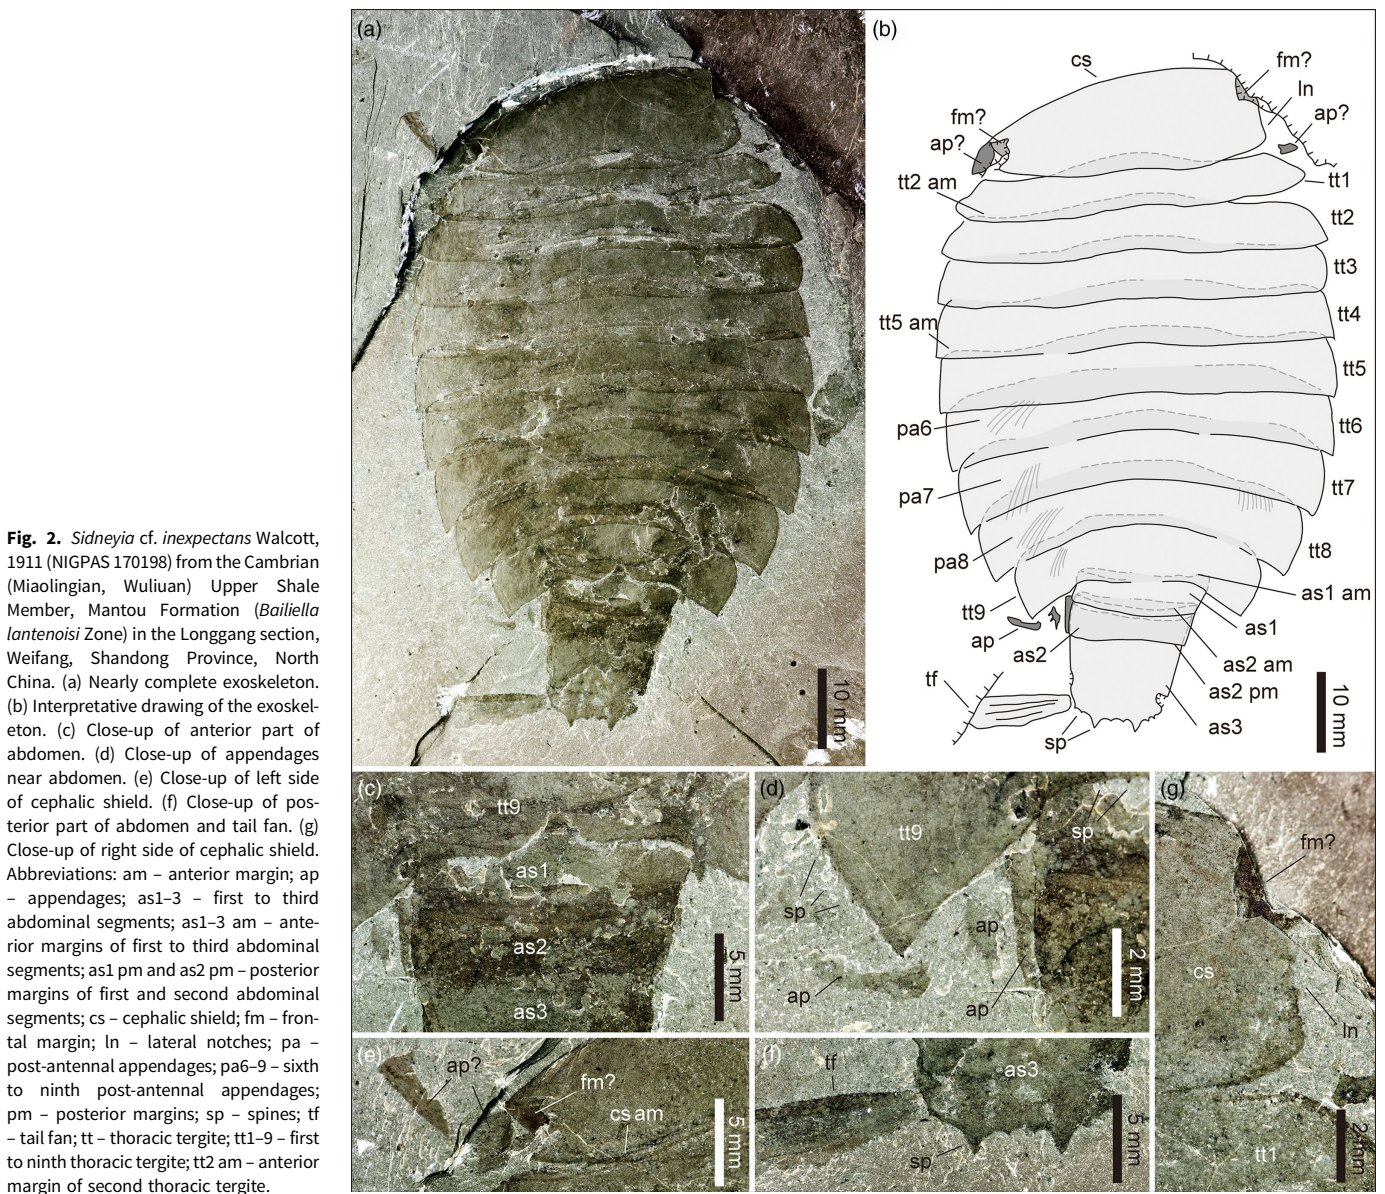 Fig. 2. Sidneyia cf. inexpectans Walcott,
1911 (NIGPAS 170198) from the Cambrian
(Miaolingian, Wuliuan) Upper Shale
Member, Mantou Formation (Bailiella
lantenoisi Zone) in the Longgang section,
Weifang, Shandong Province, North
China. (a) Nearly complete exoskeleton.
(b) Interpretative drawing of the exoskel-
eton. (c) Close-up of anterior part of
abdomen. (d) Close-up of appendages
near abdomen. (e) Close-up of left side
of cephalic shield. (f) Close-up of pos-
terior part of abdomen and tail fan. (g)
Close-up of right side of cephalic shield.
Abbreviations: am – anterior margin; ap
– appendages; as1–3 – first to third
abdominal segments; as1–3 am – ante-
rior margins of first to third abdominal
segments; as1 pm and as2 pm – posterior
margins of first and second abdominal
segments; cs – cephalic shield; fm – fron-
tal margin; ln – lateral notches; pa –
post-antennal appendages; pa6–9 – sixth
to ninth post-antennal appendages;
pm – posterior margins; sp – spines; tf
– tail fan; tt – thoracic tergite; tt1–9 – first
to ninth thoracic tergite; tt2 am – anterior
margin of second thoracic tergite.
(a)
10 mm
(b)
cs
fm?
ln
ap?
fm?
ap?
tt2 am
tt1
tt2
tt3
tt4
tt5 am
tt5
pa6
tt6
pa7
tt7
pa8
tt8
tt9
as1 am
ap
as1
as2
as2 am
as2 pm
tf
as3
sp
10 mm
(c)
tt9
as1
as2
as3
5 mm
(d)
sp
tt9
sp
ap
ap
ap
2 mm
(g)
fm?
cs
ln
tt1
2 mm
(e)
ap?
fm?
cs am
5 mm
(f)
tf
as3
sp
5 mm